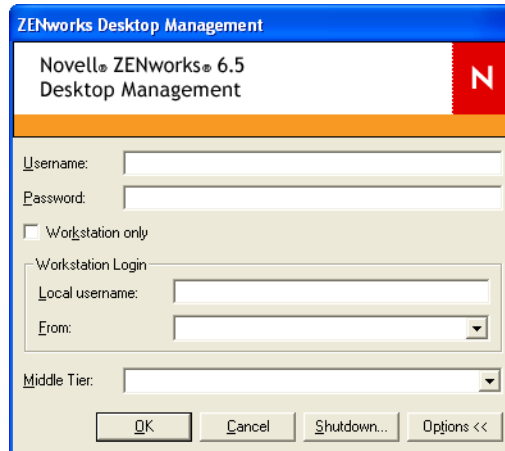 ZENworks Desktop Management
Novell® ZENworks® 6.5
Desktop Management
N
Username:
Password:
Workstation only
Workstation Login
Local username:
From:
Middle Tier:
OK Cancel Shutdown... Options <<